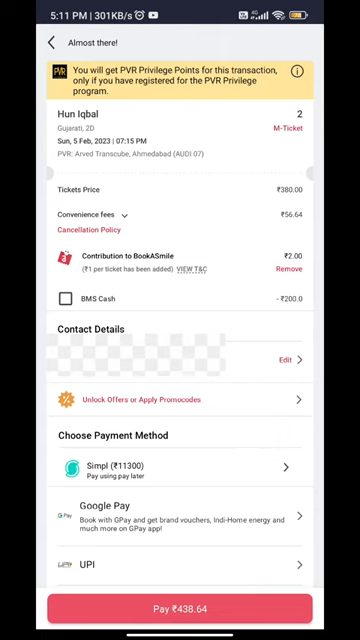 5:11 PM | 301KB/s
4G
Almost there!
PVR
You will get PVR Privilege Points for this transaction,
only if you have registered for the PVR Privilege
program.
Hun Iqbal
2
Gujarati, 2D
M-Ticket
Sun, 5 Feb, 2023 | 07:15 PM
PVR: Arved Transcube, Ahmedabad (AUDI 07)
Tickets Price
₹380.00
Convenience fees
₹56.64
Cancellation Policy
Contribution to BookASmile
₹2.00
(₹1 per ticket has been added) VIEW T&C
Remove
BMS Cash
- ₹200.0
Contact Details
Edit
Unlock Offers or Apply Promocodes
Choose Payment Method
Simpl (₹11300)
Pay using pay later
Google Pay
G Pay
Book with GPay and get brand vouchers, Indi-Home energy and
much more on GPay app!
UPI
UPI
Pay ₹438.64